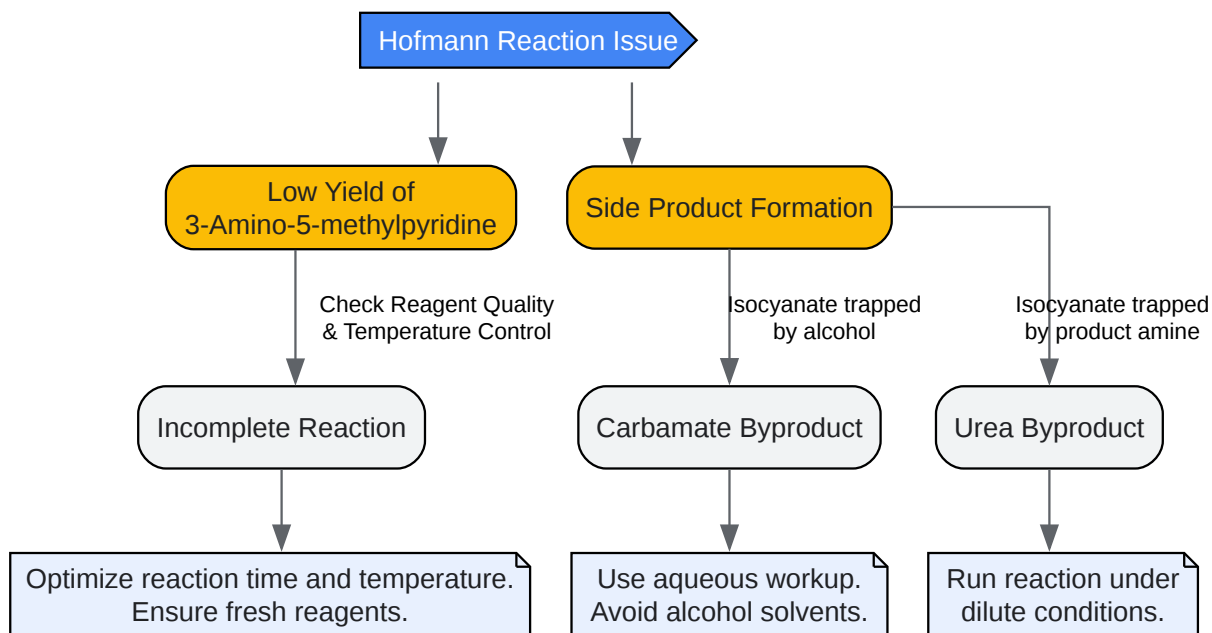 Hofmann Reaction Issue
Low Yield of
3-Amino-5-methylpyridine
Side Product Formation
Check Reagent Quality
& Temperature Control
Isocyanate trapped
by alcohol
Isocyanate trapped
by product amine
Incomplete Reaction
Carbamate Byproduct
Urea Byproduct
Optimize reaction time and temperature.
Ensure fresh reagents.
Use aqueous workup.
Avoid alcohol solvents.
Run reaction under
dilute conditions.